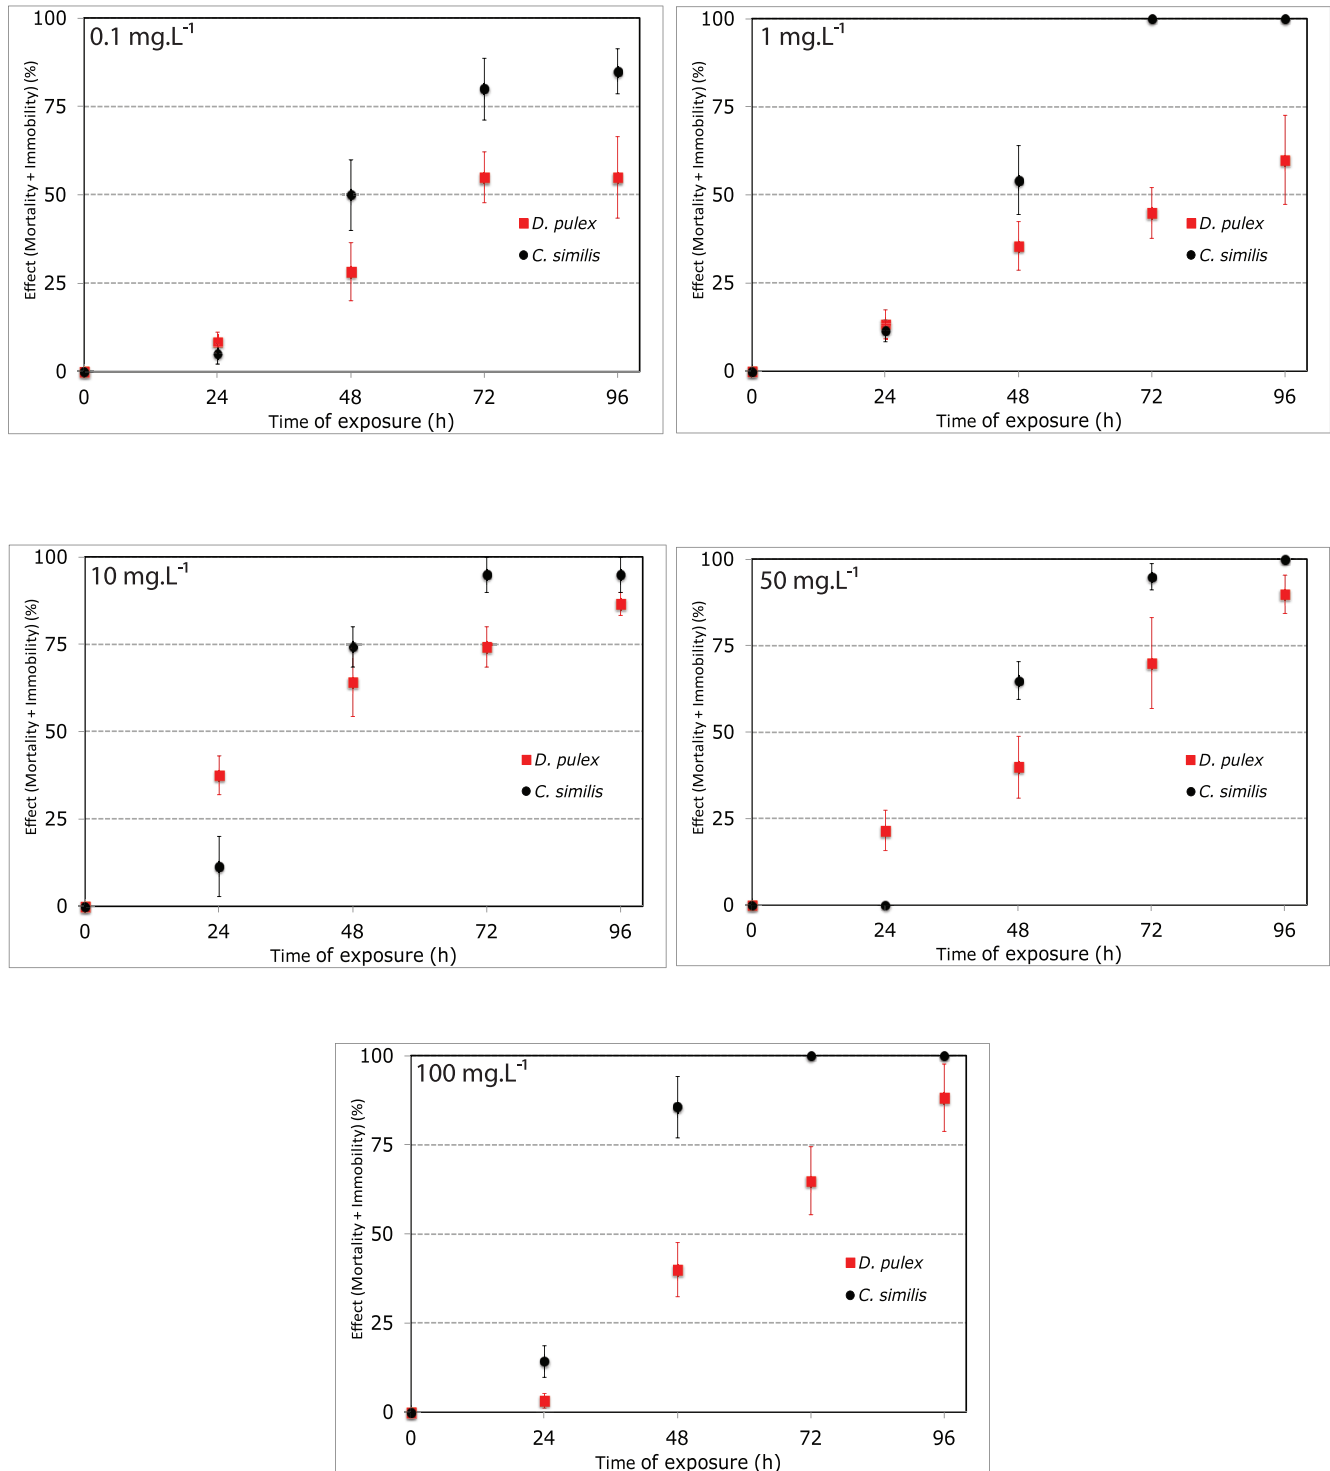 0.1 mg.L⁻¹
Effect (Mortality + Immobility) (%)
100
75
50
25
0
D. pulex
C. similis
0 24 48 72 96
Time of exposure (h)
1 mg.L⁻¹
Effect (Mortality + Immobility) (%)
100
75
50
25
0
D. pulex
C. similis
0 24 48 72 96
Time of exposure (h)
10 mg.L⁻¹
Effect (Mortality + Immobility) (%)
100
75
50
25
0
D. pulex
C. similis
0 24 48 72 96
Time of exposure (h)
50 mg.L⁻¹
Effect (Mortality + Immobility) (%)
100
75
50
25
0
D. pulex
C. similis
0 24 48 72 96
Time of exposure (h)
100 mg.L⁻¹
Effect (Mortality + Immobility) (%)
100
75
50
25
0
D. pulex
C. similis
0 24 48 72 96
Time of exposure (h)